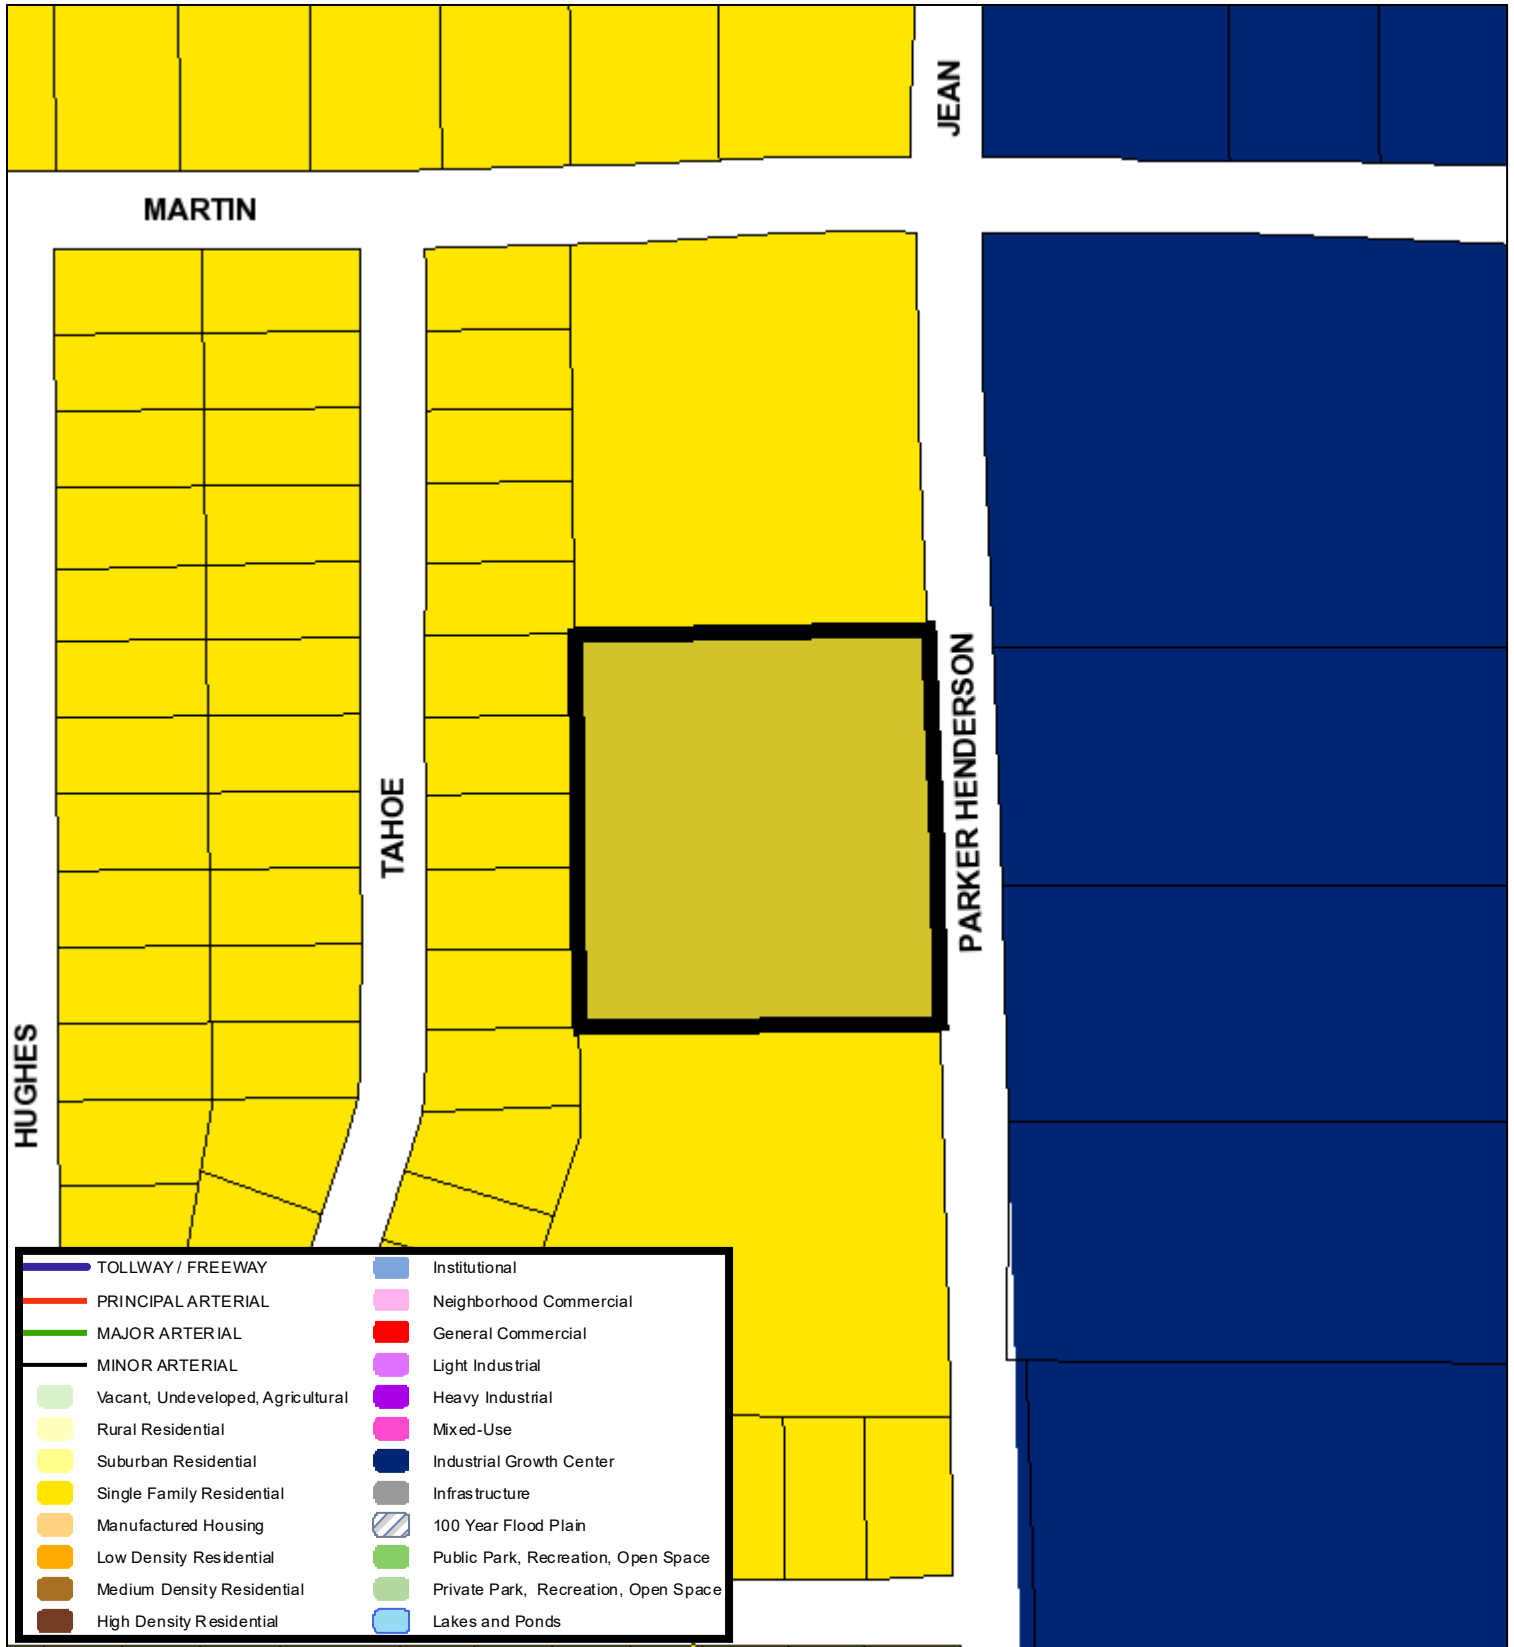 JEAN
MARTIN
PARKER HENDERSON
TAHOE
HUGHES
TOLLWAY / FREEWAY
PRINCIPAL ARTERIAL
MAJOR ARTERIAL
MINOR ARTERIAL
Vacant, Undeveloped, Agricultural
Rural Residential
Suburban Residential
Single Family Residential
Manufactured Housing
Low Density Residential
Medium Density Residential
High Density Residential
Institutional
Neighborhood Commercial
General Commercial
Light Industrial
Heavy Industrial
Mixed-Use
Industrial Growth Center
Infrastructure
100 Year Flood Plain
Public Park, Recreation, Open Space
Private Park, Recreation, Open Space
Lakes and Ponds